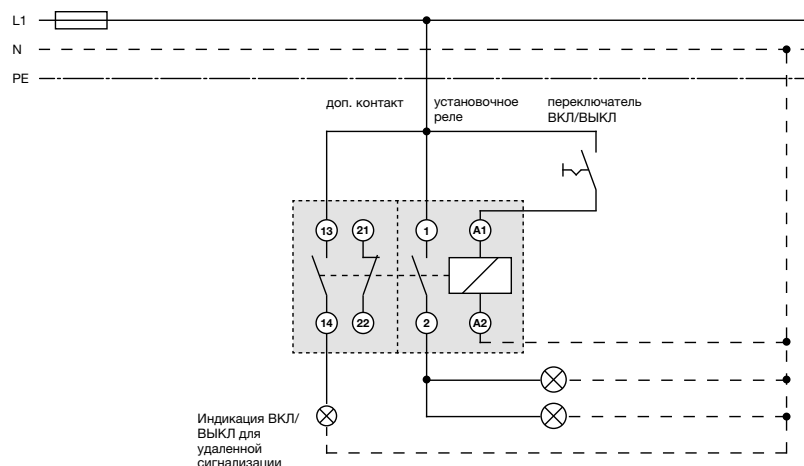 L1
N
PE
доп. контакт
установочное
реле
переключатель
ВКЛ/ВЫКЛ
13
21
1
A1
14
22
2
A2
Индикация ВКЛ/
ВЫКЛ для
удаленной
сигнализации